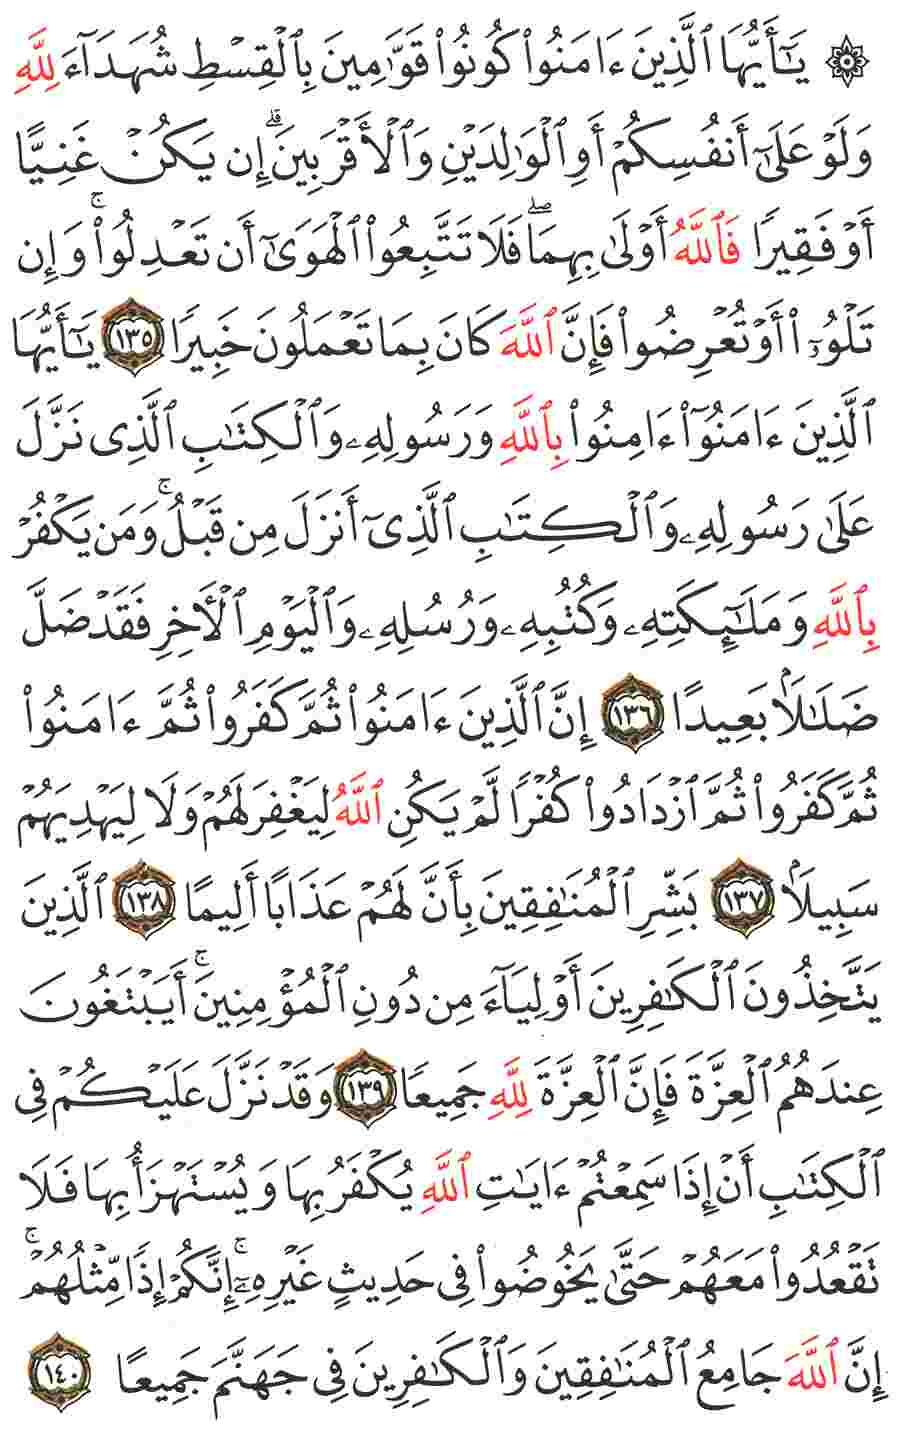 ۞ يَـٰٓأَيُّهَا ٱلَّذِينَ ءَامَنُوا۟ كُونُوا۟ قَوَّٰمِينَ بِٱلْقِسْطِ شُهَدَآءَ لِلَّهِ
وَلَوْ عَلَىٰٓ أَنفُسِكُمْ أَوِ ٱلْوَٰلِدَيْنِ وَٱلْأَقْرَبِينَ ۚ إِن يَكُنْ غَنِيًّا
أَوْ فَقِيرًا فَٱللَّهُ أَوْلَىٰ بِهِمَا ۖ فَلَا تَتَّبِعُوا۟ ٱلْهَوَىٰٓ أَن تَعْدِلُوا۟ ۚ وَإِن
تَلْوُۥٓا۟ أَوْ تُعْرِضُوا۟ فَإِنَّ ٱللَّهَ كَانَ بِمَا تَعْمَلُونَ خَبِيرًا ١٣٥ يَـٰٓأَيُّهَا
ٱلَّذِينَ ءَامَنُوٓا۟ ءَامِنُوا۟ بِٱللَّهِ وَرَسُولِهِۦ وَٱلْكِتَـٰبِ ٱلَّذِى نَزَّلَ
عَلَىٰ رَسُولِهِۦ وَٱلْكِتَـٰبِ ٱلَّذِىٓ أَنزَلَ مِن قَبْلُ ۚ وَمَن يَكْفُرْ
بِٱللَّهِ وَمَلَـٰٓئِكَتِهِۦ وَكُتُبِهِۦ وَرُسُلِهِۦ وَٱلْيَوْمِ ٱلْـَٔاخِرِ فَقَدْ ضَلَّ
ضَلَـٰلًۢا بَعِيدًا ١٣٦ إِنَّ ٱلَّذِينَ ءَامَنُوا۟ ثُمَّ كَفَرُوا۟ ثُمَّ ءَامَنُوا۟
ثُمَّ كَفَرُوا۟ ثُمَّ ٱزْدَادُوا۟ كُفْرًا لَّمْ يَكُنِ ٱللَّهُ لِيَغْفِرَ لَهُمْ وَلَا لِيَهْدِيَهُمْ
سَبِيلًۢا ١٣٧ بَشِّرِ ٱلْمُنَـٰفِقِينَ بِأَنَّ لَهُمْ عَذَابًا أَلِيمًا ١٣٨ ٱلَّذِينَ
يَتَّخِذُونَ ٱلْكَـٰفِرِينَ أَوْلِيَآءَ مِن دُونِ ٱلْمُؤْمِنِينَ ۚ أَيَبْتَغُونَ
عِندَهُمُ ٱلْعِزَّةَ فَإِنَّ ٱلْعِزَّةَ لِلَّهِ جَمِيعًا ١٣٩ وَقَدْ نَزَّلَ عَلَيْكُمْ فِى
ٱلْكِتَـٰبِ أَنْ إِذَا سَمِعْتُمْ ءَايَـٰتِ ٱللَّهِ يُكْفَرُ بِهَا وَيُسْتَهْزَأُ بِهَا فَلَا
تَقْعُدُوا۟ مَعَهُمْ حَتَّىٰ يَخُوضُوا۟ فِى حَدِيثٍ غَيْرِهِۦٓ ۚ إِنَّكُمْ إِذًا مِّثْلُهُمْ ۗ
إِنَّ ٱللَّهَ جَامِعُ ٱلْمُنَـٰفِقِينَ وَٱلْكَـٰفِرِينَ فِى جَهَنَّمَ جَمِيعًا ١٤٠